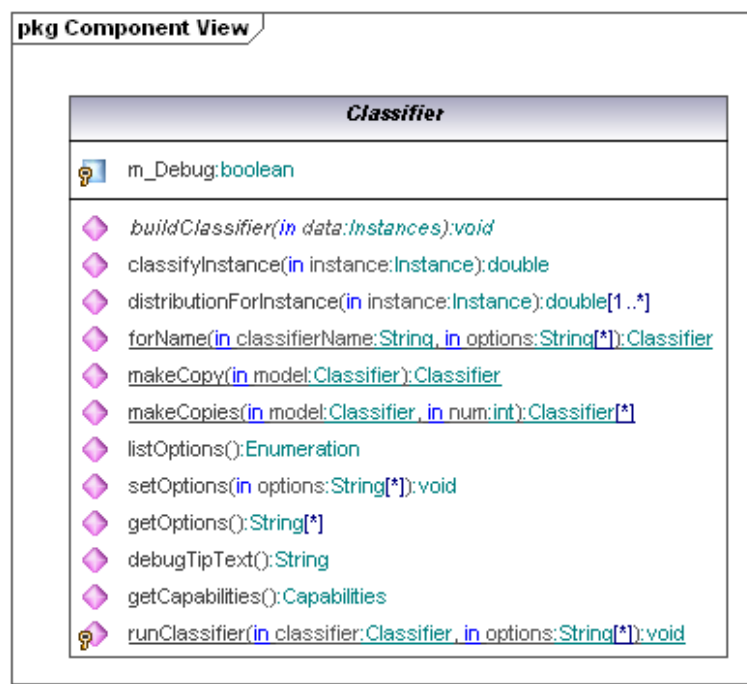 pkg Component View
Classifier
m_Debug:boolean
buildClassifier(in data:Instances):void
classifyInstance(in instance:Instance):double
distributionForInstance(in instance:Instance):double[1..*]
forName(in classifierName:String, in options:String[*]):Classifier
makeCopy(in model:Classifier):Classifier
makeCopies(in model:Classifier, in num:int):Classifier[*]
listOptions():Enumeration
setOptions(in options:String[*]):void
getOptions():String[*]
debugTipText():String
getCapabilities():Capabilities
runClassifier(in classifier:Classifier, in options:String[*]):void